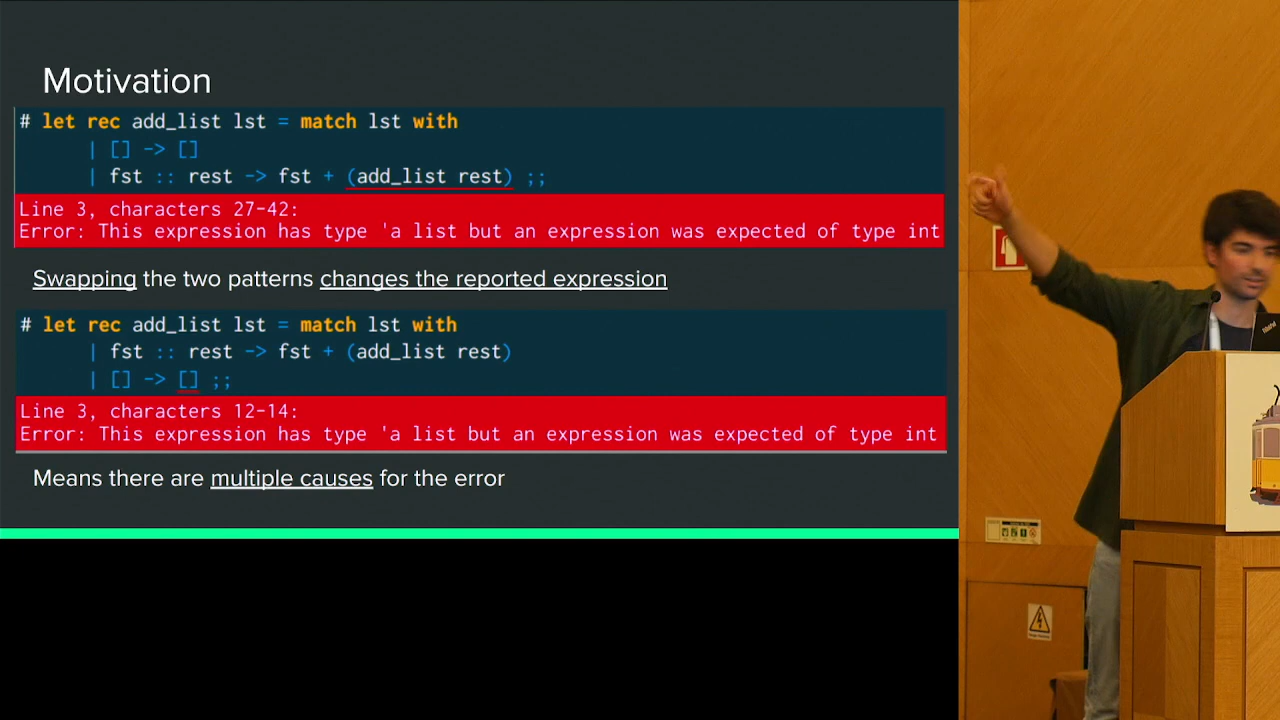 Motivation
# let rec add_list lst = match lst with
| [] -> []
| fst :: rest -> fst + (add_list rest) ;;
Line 3, characters 27-42:
Error: This expression has type 'a list but an expression was expected of type int
Swapping the two patterns changes the reported expression
# let rec add_list lst = match lst with
| fst :: rest -> fst + (add_list rest)
| [] -> [] ;;
Line 3, characters 12-14:
Error: This expression has type 'a list but an expression was expected of type int
Means there are multiple causes for the error